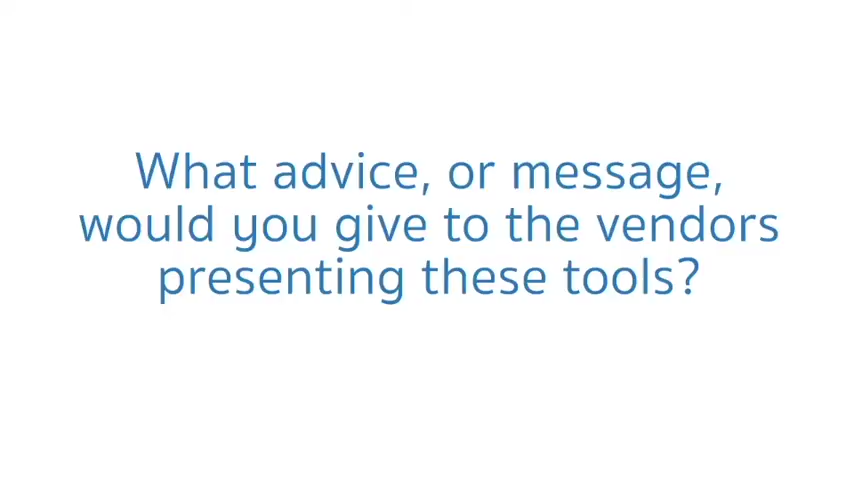 What advice, or message,
would you give to the vendors
presenting these tools?